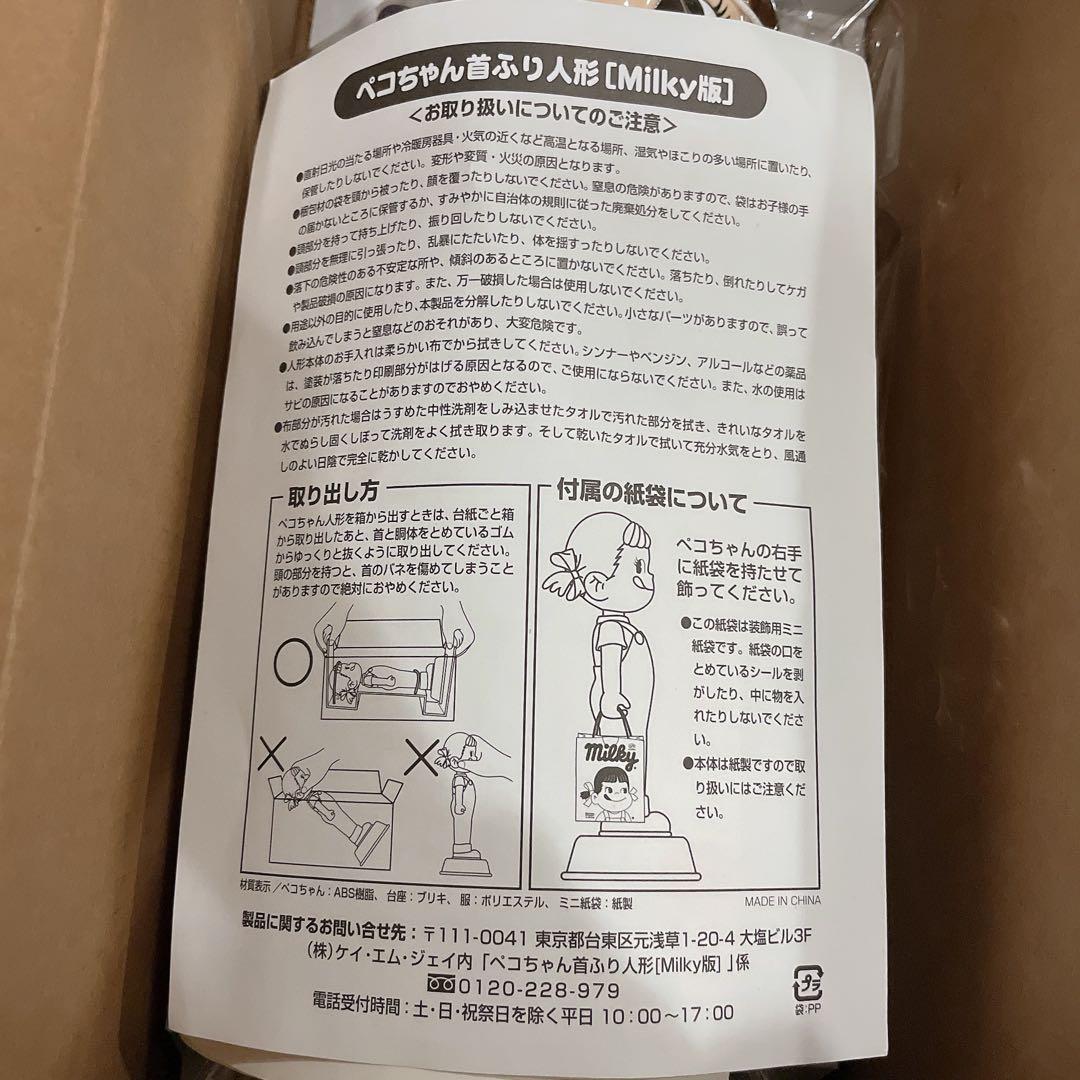 ペコちゃん首ふり人形[Milky版]
<お取り扱いについてのご注意>
●直射日光の当たる場所や冷暖房器具・火気の近くなど高温となる場所、湿気やほこりの多い場所に置いたり、
保管したりしないでください。変形や変質・火災の原因となります。
●梱包材の袋を頭から被ったり、顔を覆ったりしないでください。窒息の危険がありますので、袋はお子様の手
の届かないところに保管するか、すみやかに自治体の規則に従った廃棄処分をしてください。
●頭部分を持って持ち上げたり、振り回したりしないでください。
●頭部分を無理に引っ張ったり、乱暴にたたいたり、体を揺すったりしないでください。
●落下の危険性のある不安定な所や、傾斜のあるところに置かないでください。落ちたり、倒れたりしてケガ
や製品破損の原因になります。また、万一破損した場合は使用しないでください。
●用途以外の目的に使用したり、本製品を分解したりしないでください。小さなパーツがありますので、誤って
飲み込んでしまうと窒息などのおそれがあり、大変危険です。
●人形本体のお手入れは柔らかい布でから拭きしてください。シンナーやベンジン、アルコールなどの薬品
は、塗装が落ちたり印刷部分がはげる原因となるので、ご使用にならないでください。また、水の使用は
サビの原因になることがありますのでおやめください。
●布部分が汚れた場合はうすめた中性洗剤をしみ込ませたタオルで汚れた部分を拭き、きれいなタオルを
水でぬらし固くしぼって洗剤をよく拭き取ります。そして乾いたタオルで拭いて充分水気をとり、風通
しのよい日陰で完全に乾かしてください。
取り出し方
ペコちゃん人形を箱から出すときは、台紙ごと箱
から取り出したあと、首と胴体をとめているゴム
からゆっくりと抜くように取り出してください。
頭の部分を持つと、首のバネを傷めてしまうこと
がありますので絶対におやめください。
付属の紙袋について
ペコちゃんの右手
に紙袋を持たせて
飾ってください。
●この紙袋は装飾用ミニ
紙袋です。紙袋の口を
とめているシールを剥
がしたり、中に物を入
れたりしないでくださ
い。
●本体は紙製ですので取
り扱いにはご注意くだ
さい。
milky
材質表示/ペコちゃん:ABS樹脂、台座:ブリキ、服:ポリエステル、ミニ紙袋:紙製
MADE IN CHINA
製品に関するお問い合せ先:〒111-0041 東京都台東区元浅草1-20-4 大塩ビル3F
(株)ケイ・エム・ジェイ内「ペコちゃん首ふり人形[Milky版]」係
0120-228-979
電話受付時間:土・日・祝祭日を除く平日 10:00～17:00
プラ
袋:PP